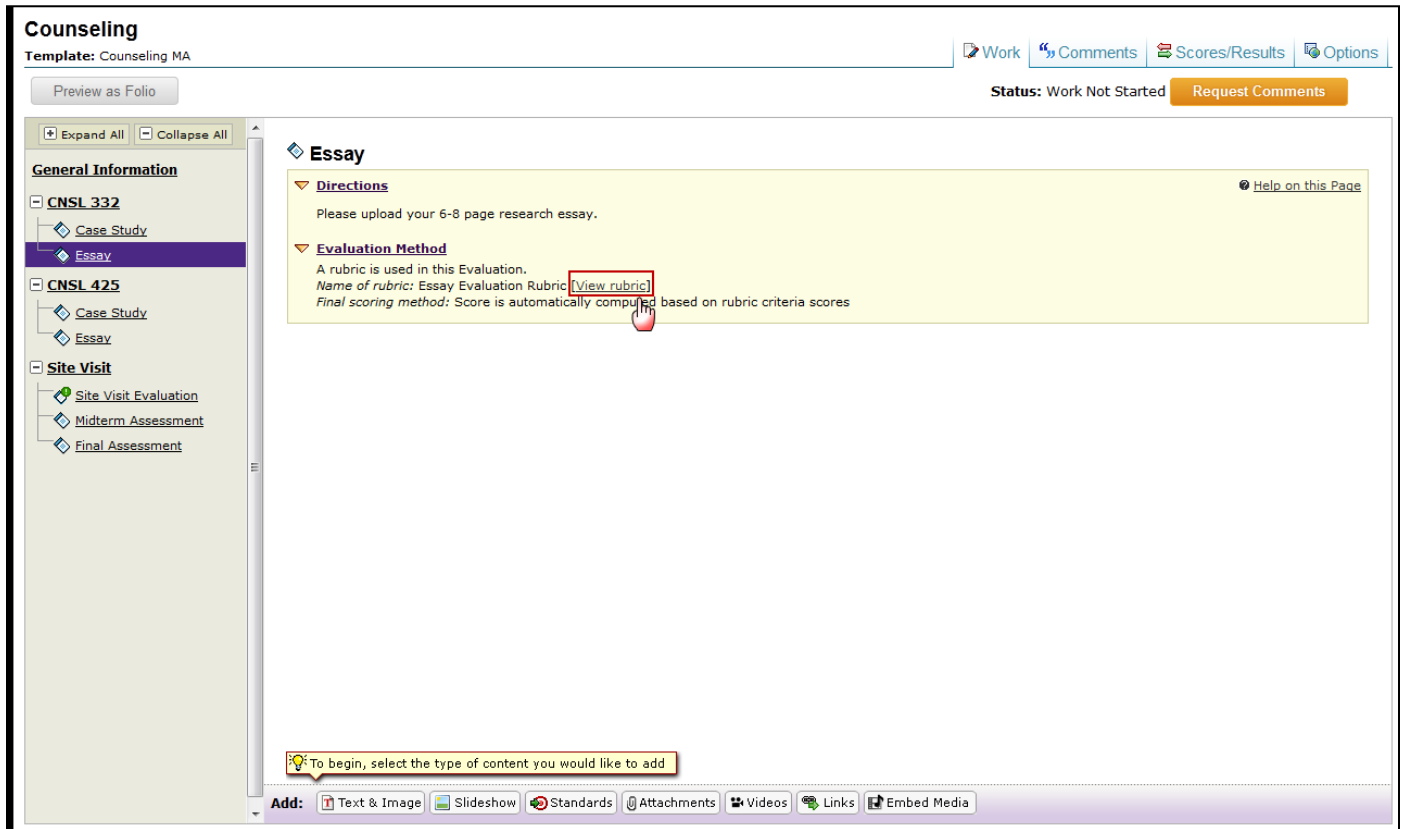 Counseling
Template: Counseling MA
Work
Comments
Scores/Results
Options
Preview as Folio
Status: Work Not Started
Request Comments
Expand All
Collapse All
General Information
CNSL 332
Case Study
Essay
CNSL 425
Case Study
Essay
Site Visit
Site Visit Evaluation
Midterm Assessment
Final Assessment
Essay
Directions
Help on this Page
Please upload your 6-8 page research essay.
Evaluation Method
A rubric is used in this Evaluation.
Name of rubric: Essay Evaluation Rubric [View rubric]
Final scoring method: Score is automatically computed based on rubric criteria scores
To begin, select the type of content you would like to add
Add: Text & Image Slideshow Standards Attachments Videos Links Embed Media